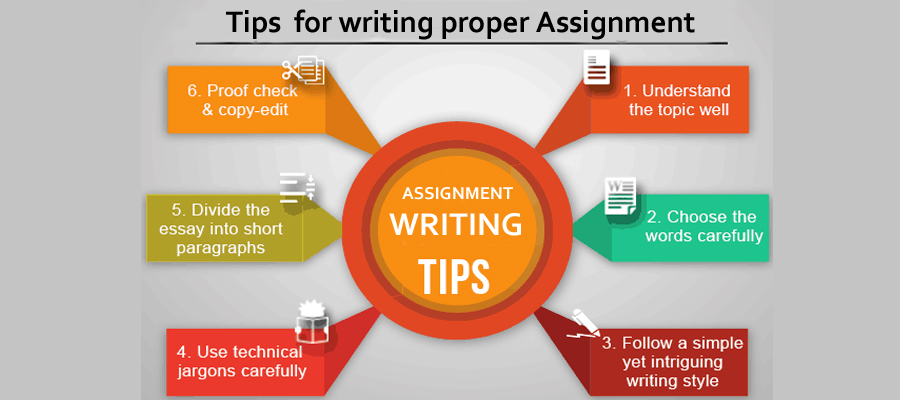 Tips for writing proper Assignment
1. Understand
the topic well
2. Choose the
words carefully
3. Follow a simple
yet intriguing
writing style
4. Use technical
jargons carefully
5. Divide the
essay into short
paragraphs
6. Proof check
& copy-edit
ASSIGNMENT
WRITING
TIPS
W